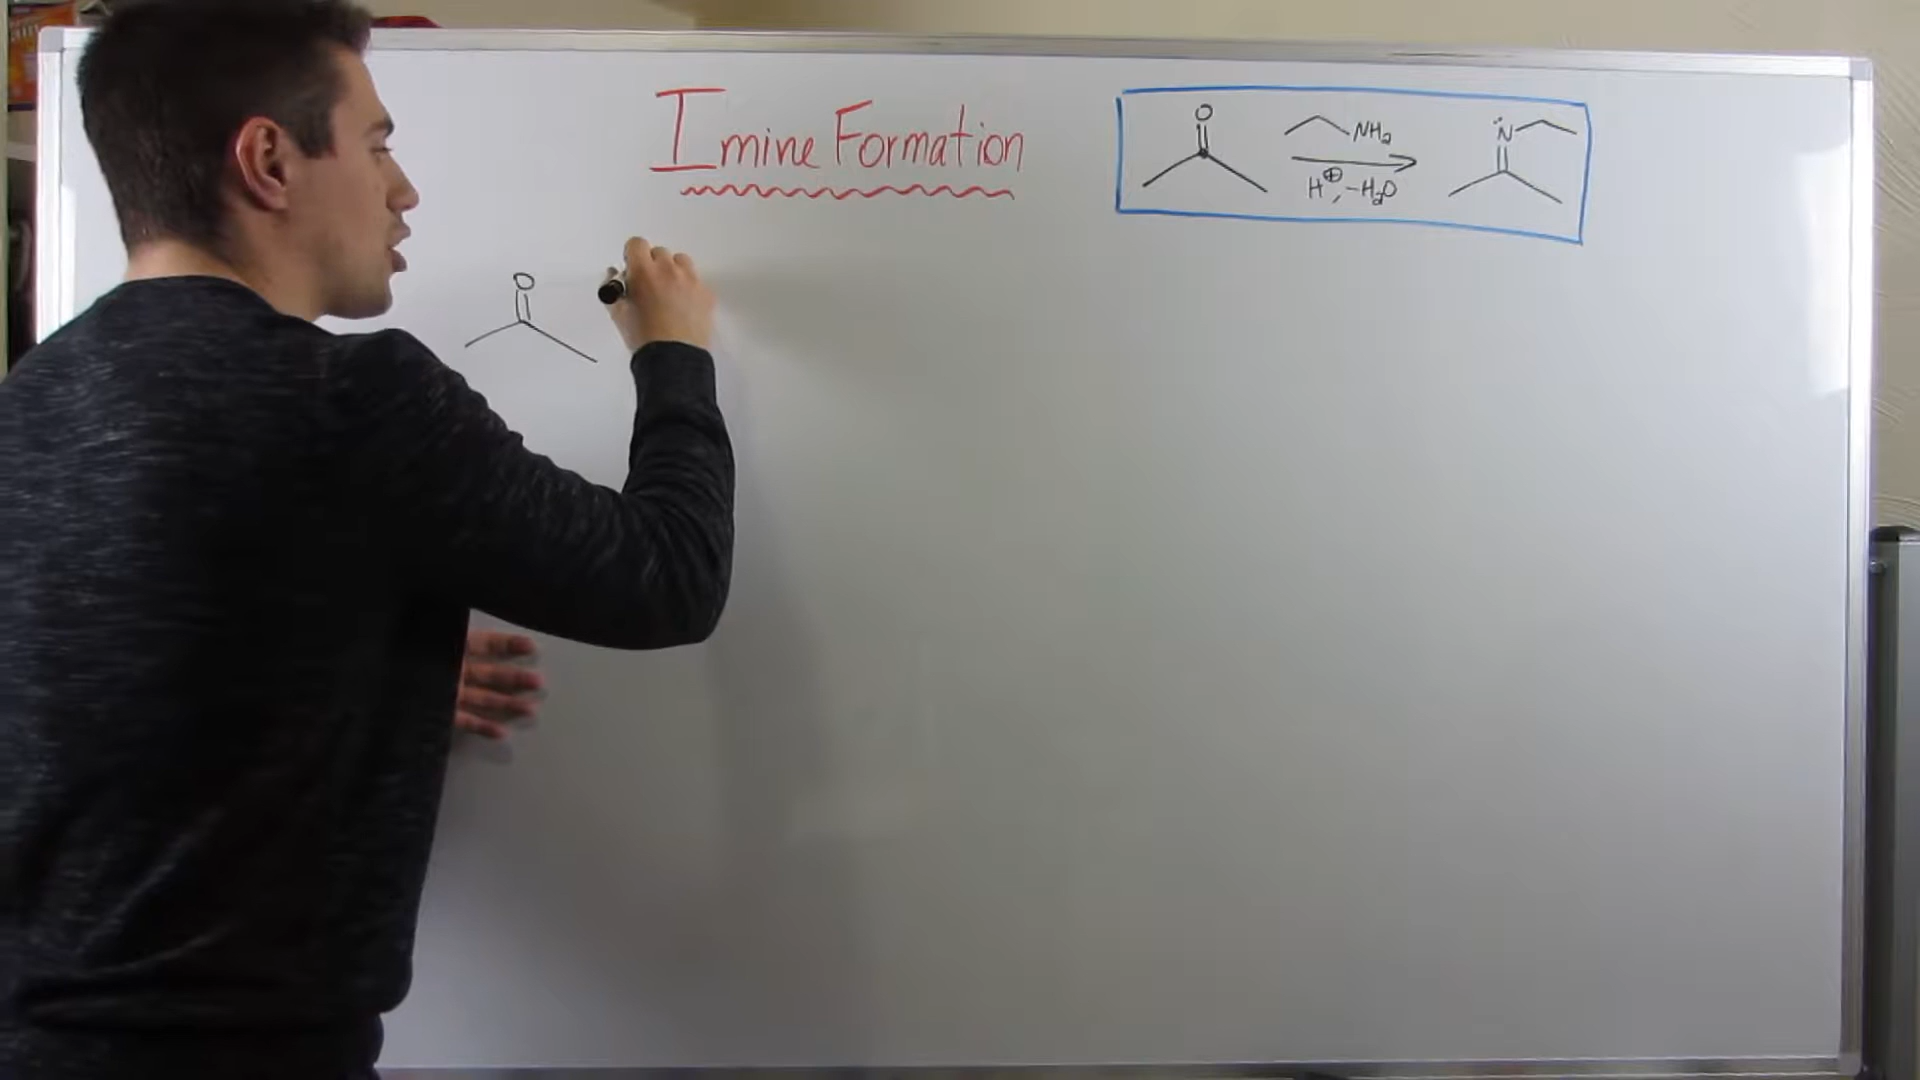 Imine Formation
O
NH2
H⊕, -H2O
N
O